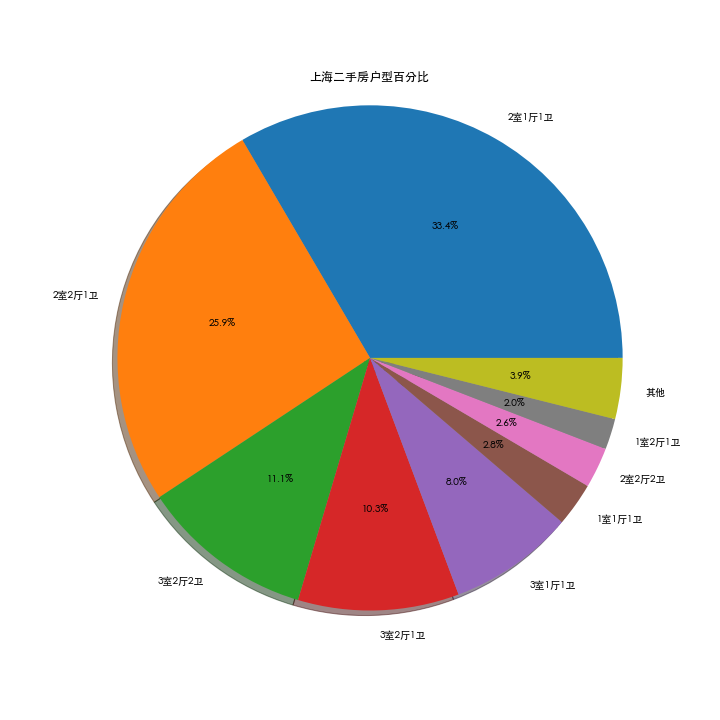 上海二手房户型百分比
2室1厅1卫
33.4%
2室2厅1卫
25.9%
3室2厅2卫
11.1%
3室2厅1卫
10.3%
3室1厅1卫
8.0%
1室1厅1卫
2.8%
2室2厅2卫
2.6%
1室2厅1卫
2.0%
其他
3.9%